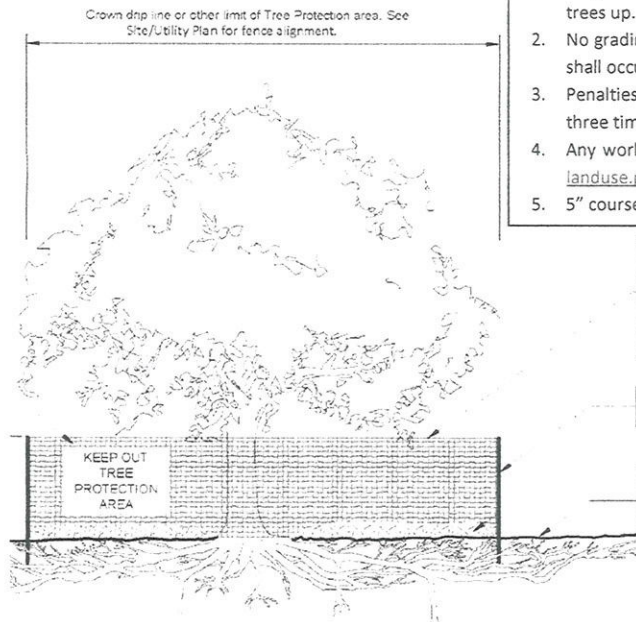 Crown drip line or other limit of Tree Protection area. See
Site/Utility Plan for fence alignment.
trees up.
2. No gradin
shall occu
3. Penalties
three tim
4. Any work
landuse.p
5. 5" course
KEEP OUT
TREE
PROTECTION
AREA